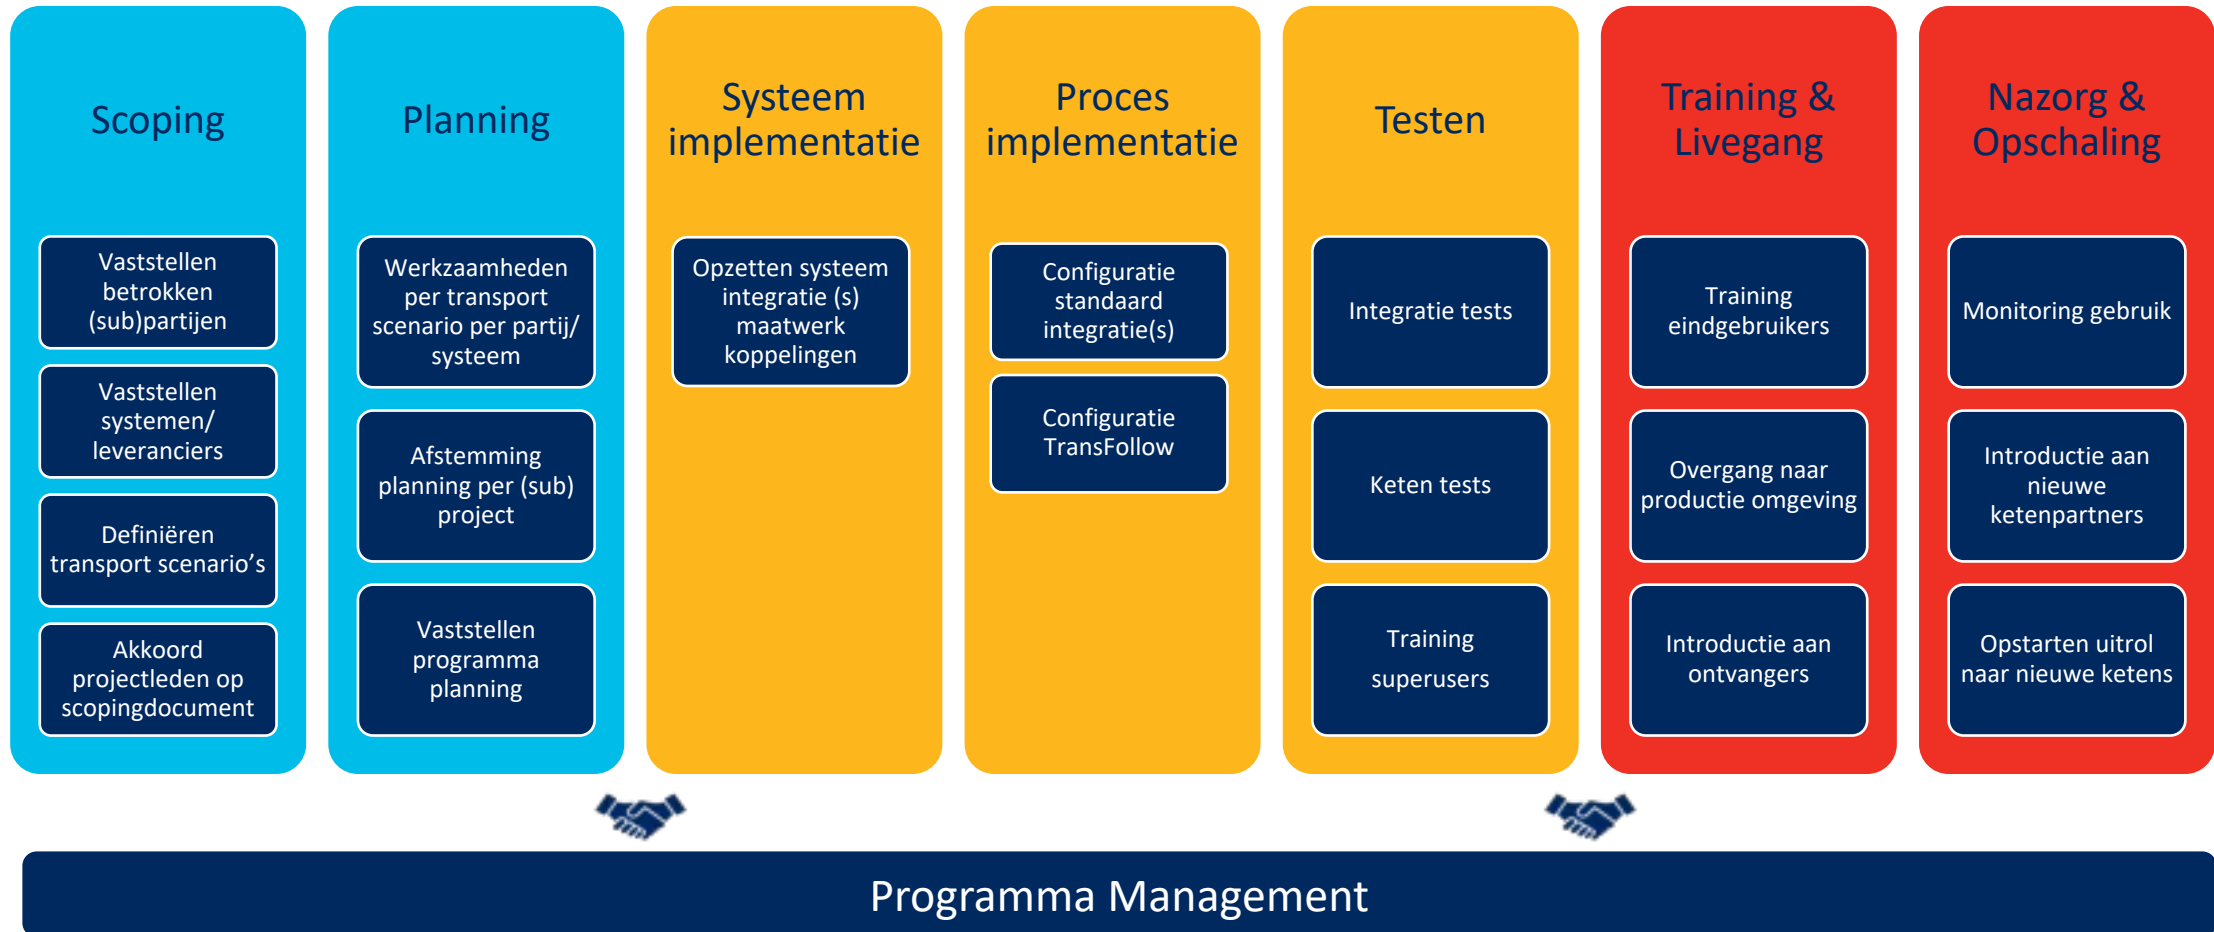 Scoping
Vaststellen
betrokken
(sub)partijen
Vaststellen
systemen/
leveranciers
Definiëren
transport scenario’s
Akkoord
projectleden op
scopingdocument
Planning
Werkzaamheden
per transport
scenario per partij/
systeem
Afstemming
planning per (sub)
project
Vaststellen
programma
planning
Systeem
implementatie
Opzetten systeem
integratie (s)
maatwerk
koppelingen
Proces
implementatie
Configuratie
standaard
integratie(s)
Configuratie
TransFollow
Testen
Integratie tests
Keten tests
Training
superusers
Training &
Livegang
Training
eindgebruikers
Overgang naar
productie omgeving
Introductie aan
ontvangers
Nazorg &
Opschaling
Monitoring gebruik
Introductie aan
nieuwe
ketenpartners
Opstarten uitrol
naar nieuwe ketens
Programma Management